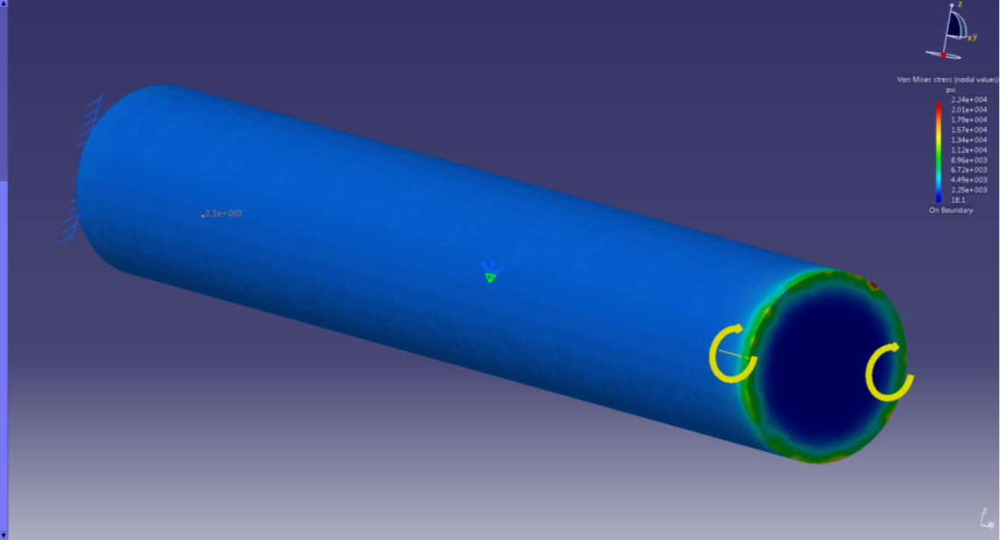 z
xy
Von Mises stress (nodal values)
psi
2.24e+004
2.01e+004
1.79e+004
1.57e+004
1.34e+004
1.12e+004
8.96e+003
6.72e+003
4.49e+003
2.25e+003
18.1
On Boundary
3.1e+003
z
xy